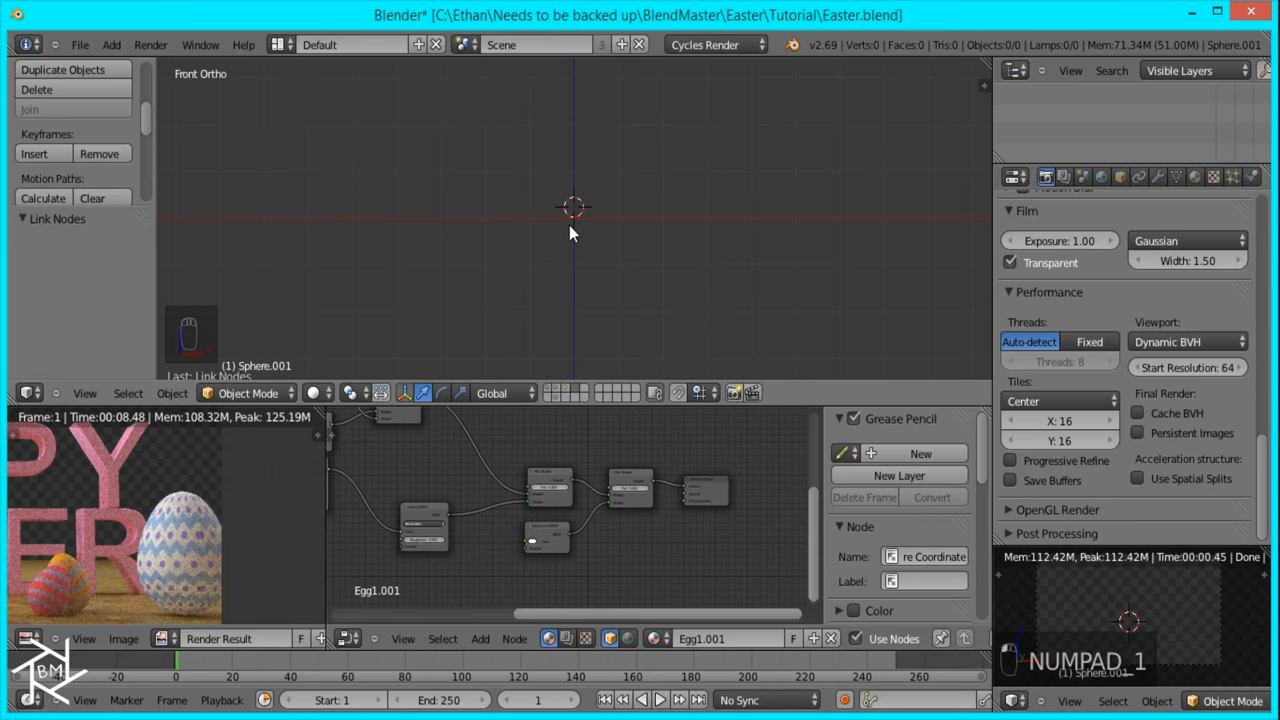 Blender* [C:\Ethan\Needs to be backed up\BlendMaster\Easter\Tutorial\Easter.blend]
File Add Render Window Help Default Scene 3 Cycles Render v2.69 | Verts:0 | Faces:0 | Tris:0 | Objects:0/0 | Lamps:0/0 | Mem:71.34M (51.00M) | Sphere.001
Duplicate Objects
Delete
Join
Keyframes:
Insert Remove
Motion Paths:
Calculate Clear
Link Nodes
Front Ortho
(1) Sphere.001
Last: Link Nodes
View Select Object Object Mode Global
View Search Visible Layers
Film
Exposure: 1.00 Gaussian
Transparent Width: 1.50
Performance
Threads: Viewport:
Auto-detect Fixed Dynamic BVH
Threads: 8 Start Resolution: 64
Tiles: Final Render:
Center Cache BVH
X: 16 Persistent Images
Y: 16 Acceleration structure:
Progressive Refine Use Spatial Splits
Save Buffers
OpenGL Render
Post Processing
Frame:1 | Time:00:08.48 | Mem:108.32M, Peak: 125.19M
PY
ER
View Image Render Result F
Egg1.001
View Select Add Node Egg1.001 F Use Nodes
Grease Pencil
New
New Layer
Delete Frame Convert
Node
Name: re Coordinate
Label:
Color
Mem:112.42M, Peak:112.42M | Time:00:00.45 | Done |
NUMPAD_1
(1) Sphere.001
View Select Object Object Mode
BM
-20 0 20 40 60 80 100 120 140 160 180 200 220 240 260
View Marker Frame Playback Start: 1 End: 250 1 No Sync